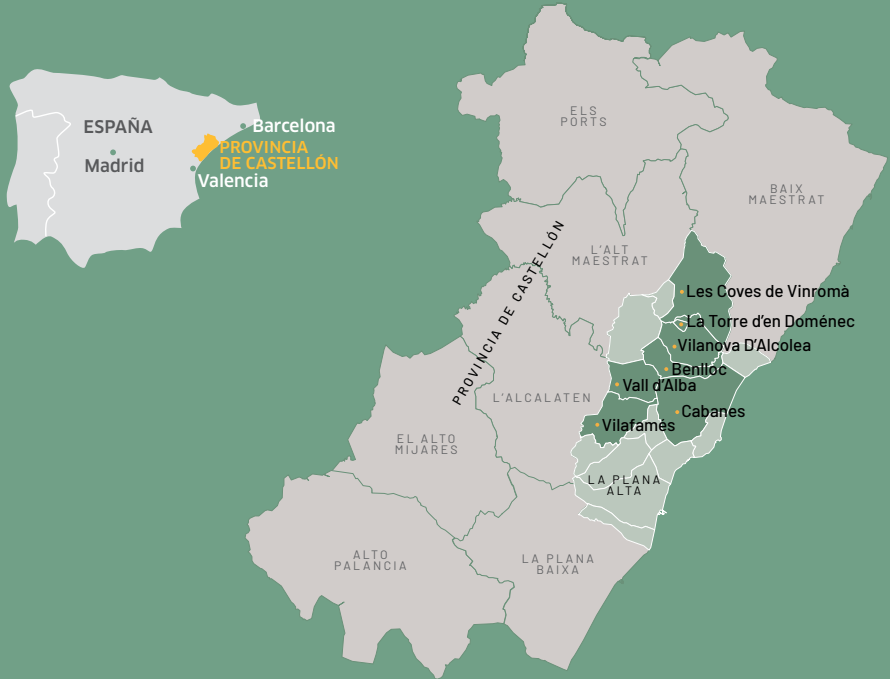 ESPAÑA
Barcelona
PROVINCIA
DE CASTELLÓN
Madrid
Valencia
ELS
PORTS
BAIX
MAESTRAT
L'ALT
MAESTRAT
PROVINCIA DE CASTELLÓN
Les Coves de Vinromà
La Torre d'en Doménec
Vilanova D'Alcolea
Benlloc
Vall d'Alba
L'ALCALATEN
Cabanes
Vilafamés
EL ALTO
MIJARES
LA PLANA
ALTA
ALTO
PALANCIA
LA PLANA
BAIXA